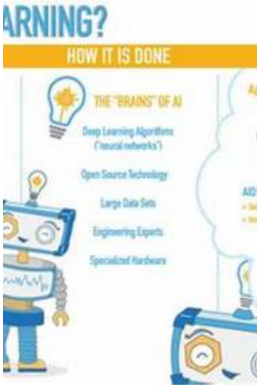 ARNING?
HOW IT IS DONE
THE "BRAINS" OF AI
Deep Learning Algorithms
("neural networks")
Open Source Technology
Large Data Sets
Engineering Experts
Specialized Hardware